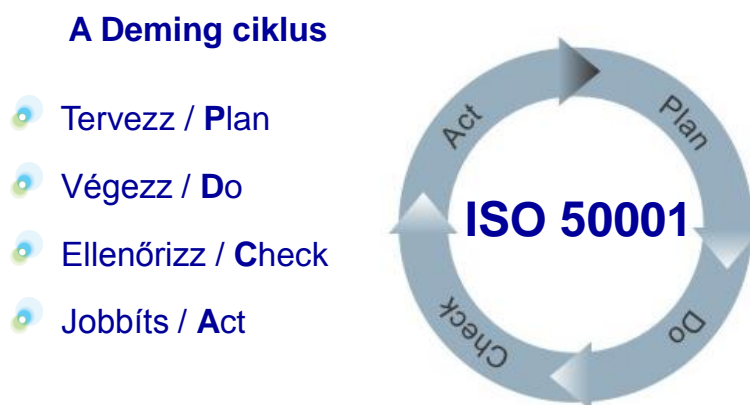 A Deming ciklus
Tervezz / Plan
Végezz / Do
Ellenőrizz / Check
Jobbíts / Act
Act
Plan
ISO 50001
Check
Do